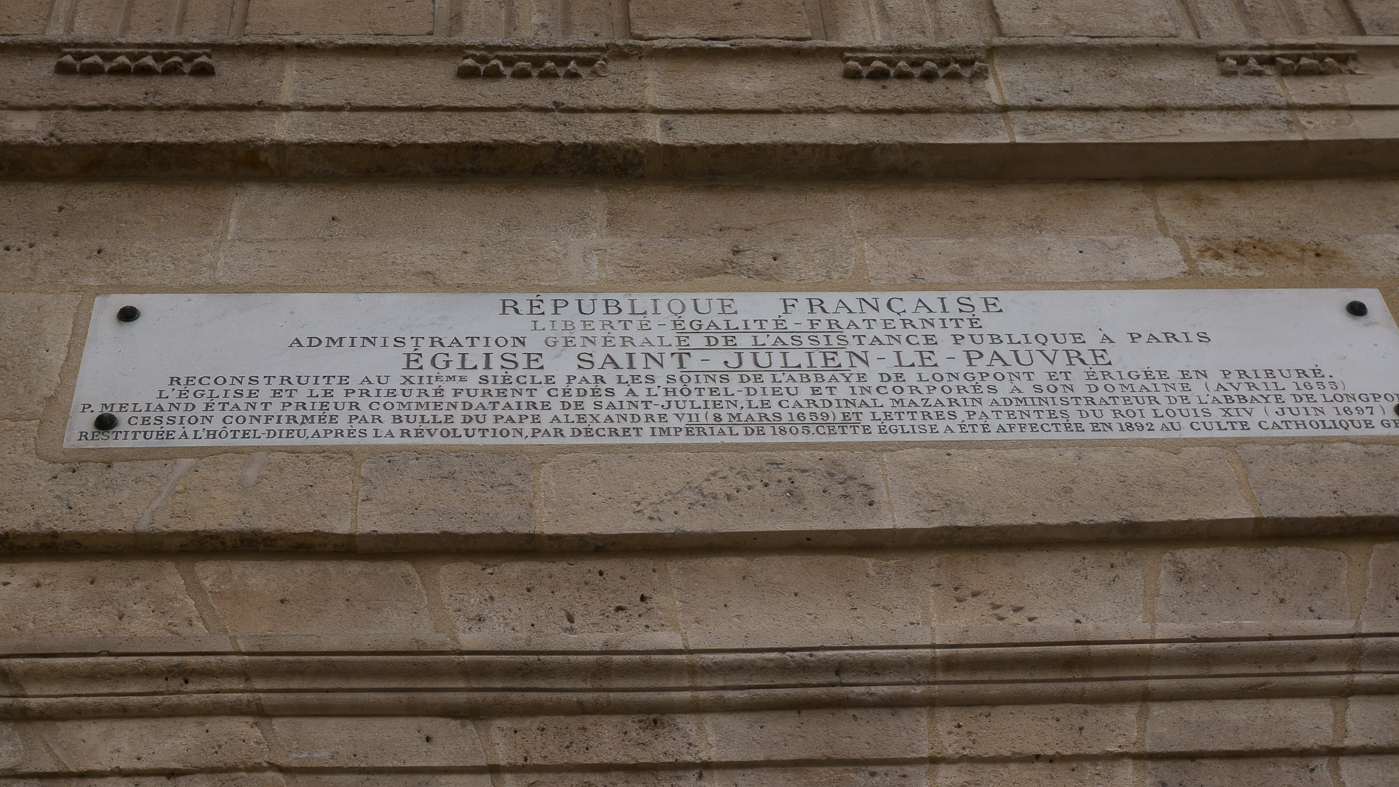 RÉPUBLIQUE FRANÇAISE
LIBERTÉ-ÉGALITÉ-FRATERNITÉ
ADMINISTRATION GÉNÉRALE DE L'ASSISTANCE PUBLIQUE À PARIS
ÉGLISE SAINT-JULIEN-LE-PAUVRE
RECONSTRUITE AU XIIÈME SIÈCLE PAR LES SOINS DE L'ABBAYE DE LONGPONT ET ÉRIGÉE EN PRIEURÉ.
L'ÉGLISE ET LE PRIEURÉ FURENT CÉDÉS À L'HÔTEL-DIEU ET INCORPORÉS A SON DOMAINE (AVRIL 1655)
P. MELIAND ÉTANT PRIEUR COMMENDATAIRE DE SAINT-JULIEN, LE CARDINAL MAZARIN ADMINISTRATEUR DE L'ABBAYE DE
CESSION CONFIRMÉE PAR BULLE DU PAPE ALEXANDRE VII (8 MARS 1659) ET LETTRES PATENTES DU ROI LOUIS XIV (JUIN 1697)
RESTITUÉE À L'HÔTEL-DIEU, APRÈS LA RÉVOLUTION, PAR DÉCRET IMPÉRIAL DE 1805. CETTE ÉGLISE A ÉTÉ AFFECTÉE EN 1892 AU CULTE CATHOLIQUE